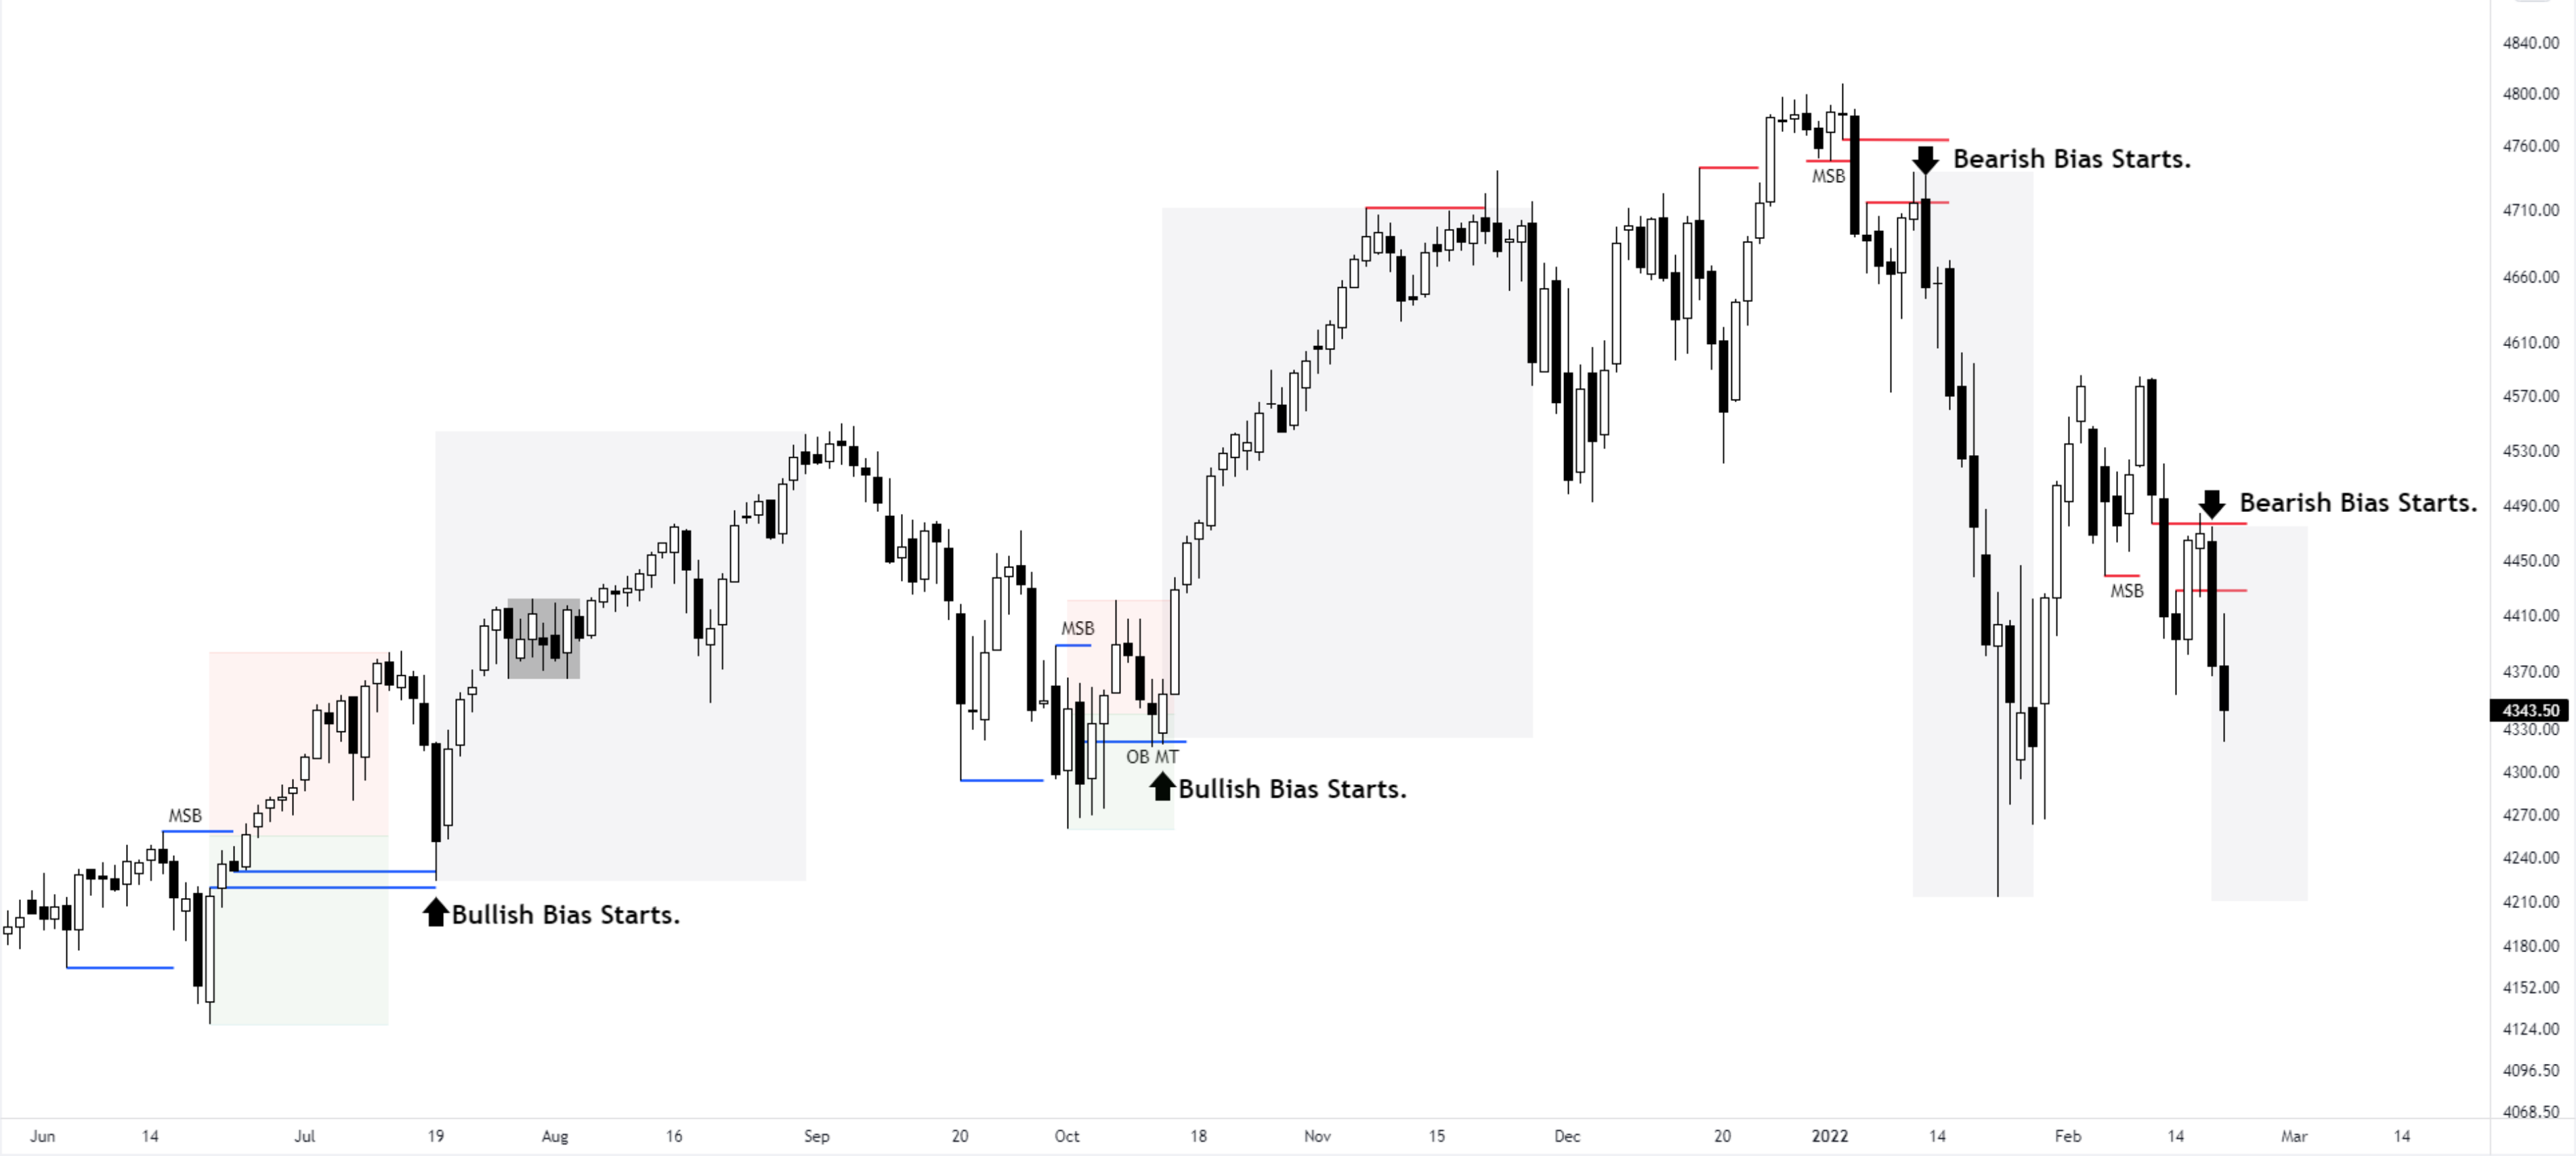 4840.00
4800.00
4760.00
Bearish Bias Starts.
MSB
4710.00
4660.00
4610.00
4570.00
4530.00
4490.00
Bearish Bias Starts.
4450.00
MSB
4410.00
MSB
4370.00
4343.50
4330.00
OB MT
4300.00
Bullish Bias Starts.
4270.00
MSB
4240.00
4210.00
Bullish Bias Starts.
4180.00
4152.00
4124.00
4096.50
4068.50
Jun 14 Jul 19 Aug 16 Sep 20 Oct 18 Nov 15 Dec 20 2022 14 Feb 14 Mar 14